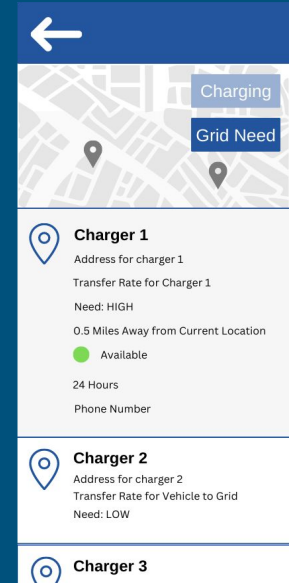 Charging
Grid Need
Charger 1
Address for charger 1
Transfer Rate for Charger 1
Need: HIGH
0.5 Miles Away from Current Location
Available
24 Hours
Phone Number
Charger 2
Address for charger 2
Transfer Rate for Vehicle to Grid
Need: LOW
Charger 3